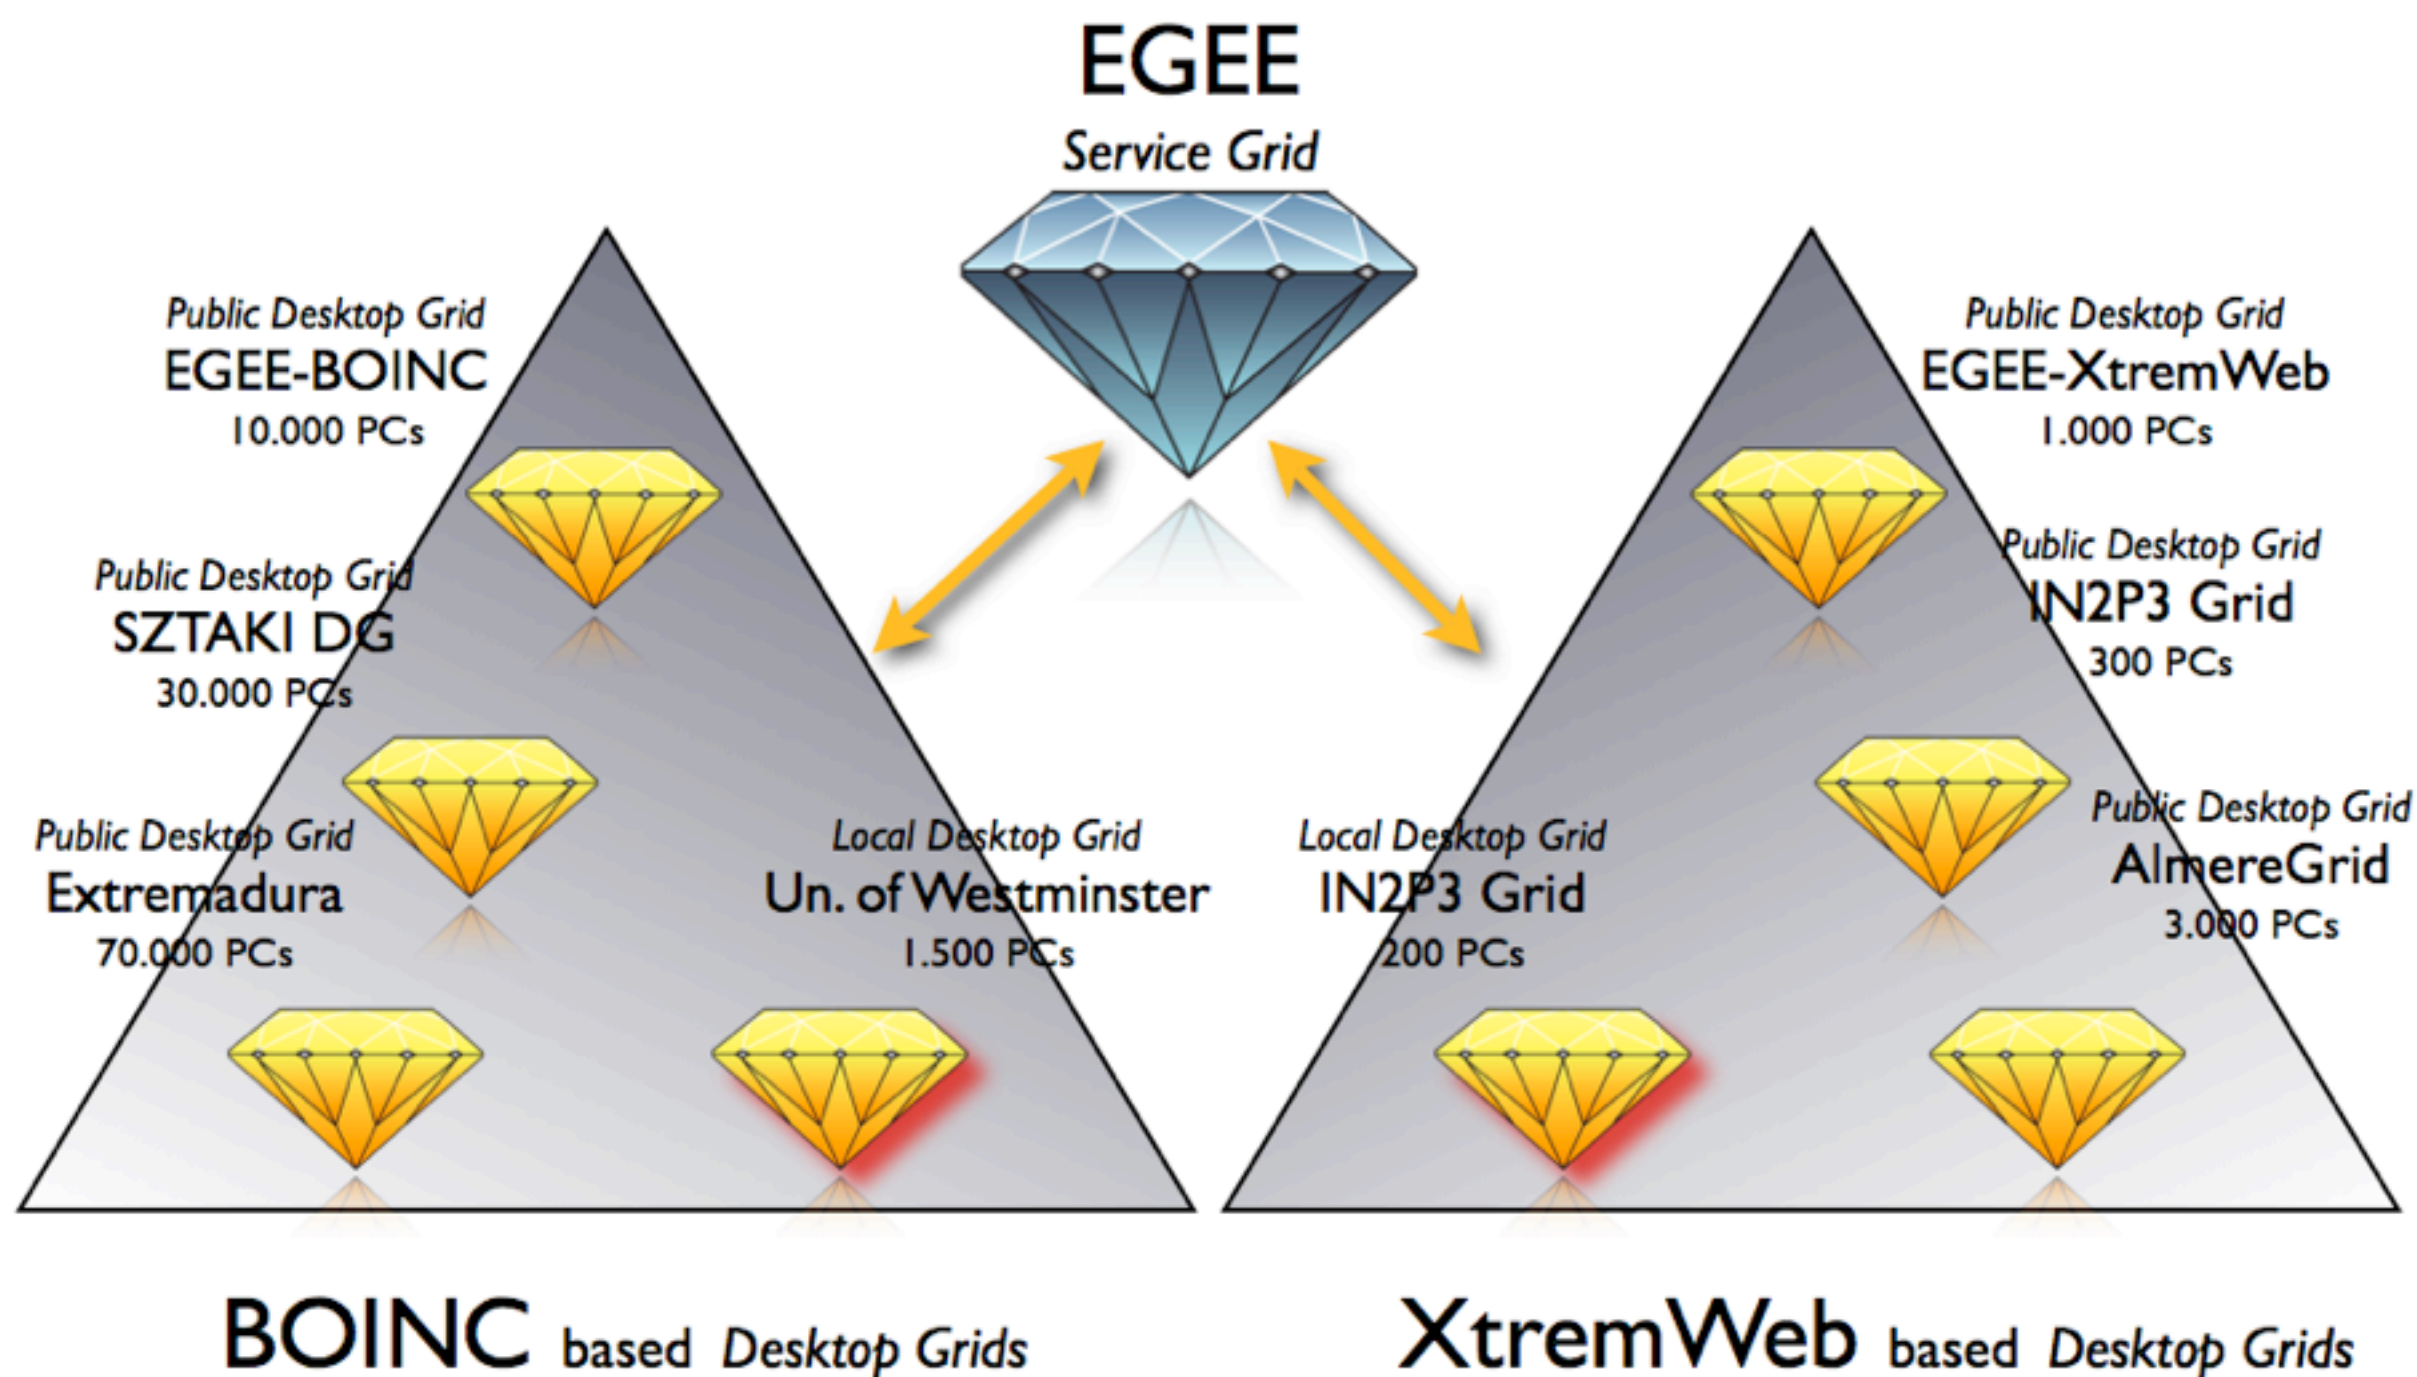 EGEE
Service Grid
Public Desktop Grid
EGEE-BOINC
10.000 PCs
Public Desktop Grid
SZTAKI DG
30.000 PCs
Public Desktop Grid
Extremadura
70.000 PCs
Local Desktop Grid
Un. of Westminster
1.500 PCs
Public Desktop Grid
EGEE-XtremWeb
1.000 PCs
Public Desktop Grid
IN2P3 Grid
300 PCs
Local Desktop Grid
IN2P3 Grid
200 PCs
Public Desktop Grid
AlmereGrid
3.000 PCs
BOINC based Desktop Grids
XtremWeb based Desktop Grids